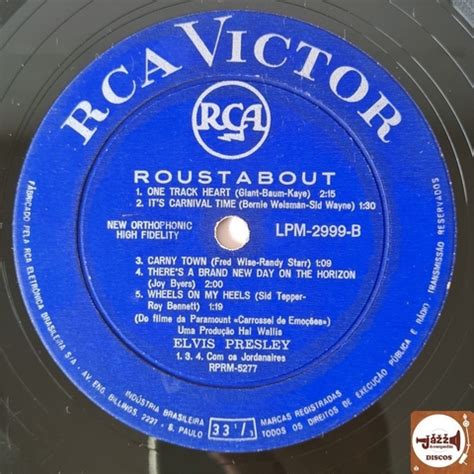 RCA VICTOR
RCA
ROUSTABOUT
1. ONE TRACK HEART (Giant-Baum-Kaye) 2:15
2. IT'S CARNIVAL TIME (Bernie Weisman-Sid Wayne) 1:30
NEW ORTHOPHONIC
HIGH FIDELITY
LPM-2999-B
3. CARNY TOWN (Fred Wise-Randy Starr) 1:09
4. THERE'S A BRAND NEW DAY ON THE HORIZON
(Joy Byers) 2:00
5. WHEELS ON MY HEELS (Sid Tepper-
Roy Bennett) 1:19
(Do filme da Paramount «Carrossel de Emoções»)
Uma Produção Hal Wallis
ELVIS PRESLEY
1. 3. 4. Com os Jordanaires
RPRM-5277
FABRICADO PELA RCA ELETRÔNICA BRASILEIRA S/A - AV. ENG. BILLINGS, 2227 - S. PAULO
INDÚSTRIA BRASILEIRA
33 1/3
MARCAS REGISTRADAS
TODOS OS DIREITOS DE EXECUÇÃO PÚBLICA E RÁDIO TRANSMISSÃO RESERVADOS
Jazz
DISCOS